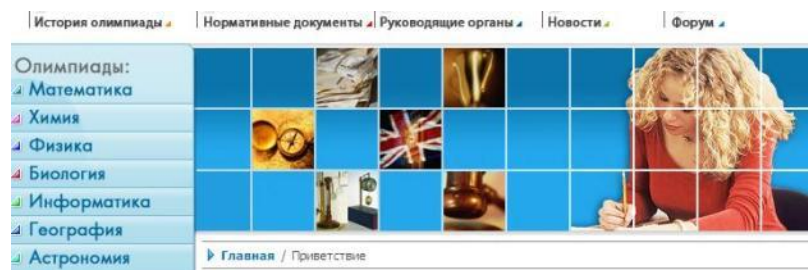 История олимпиады Нормативные документы Руководящие органы Новости Форум
Олимпиады:
Математика
Химия
Физика
Биология
Информатика
География
Астрономия
Главная / Приветствие